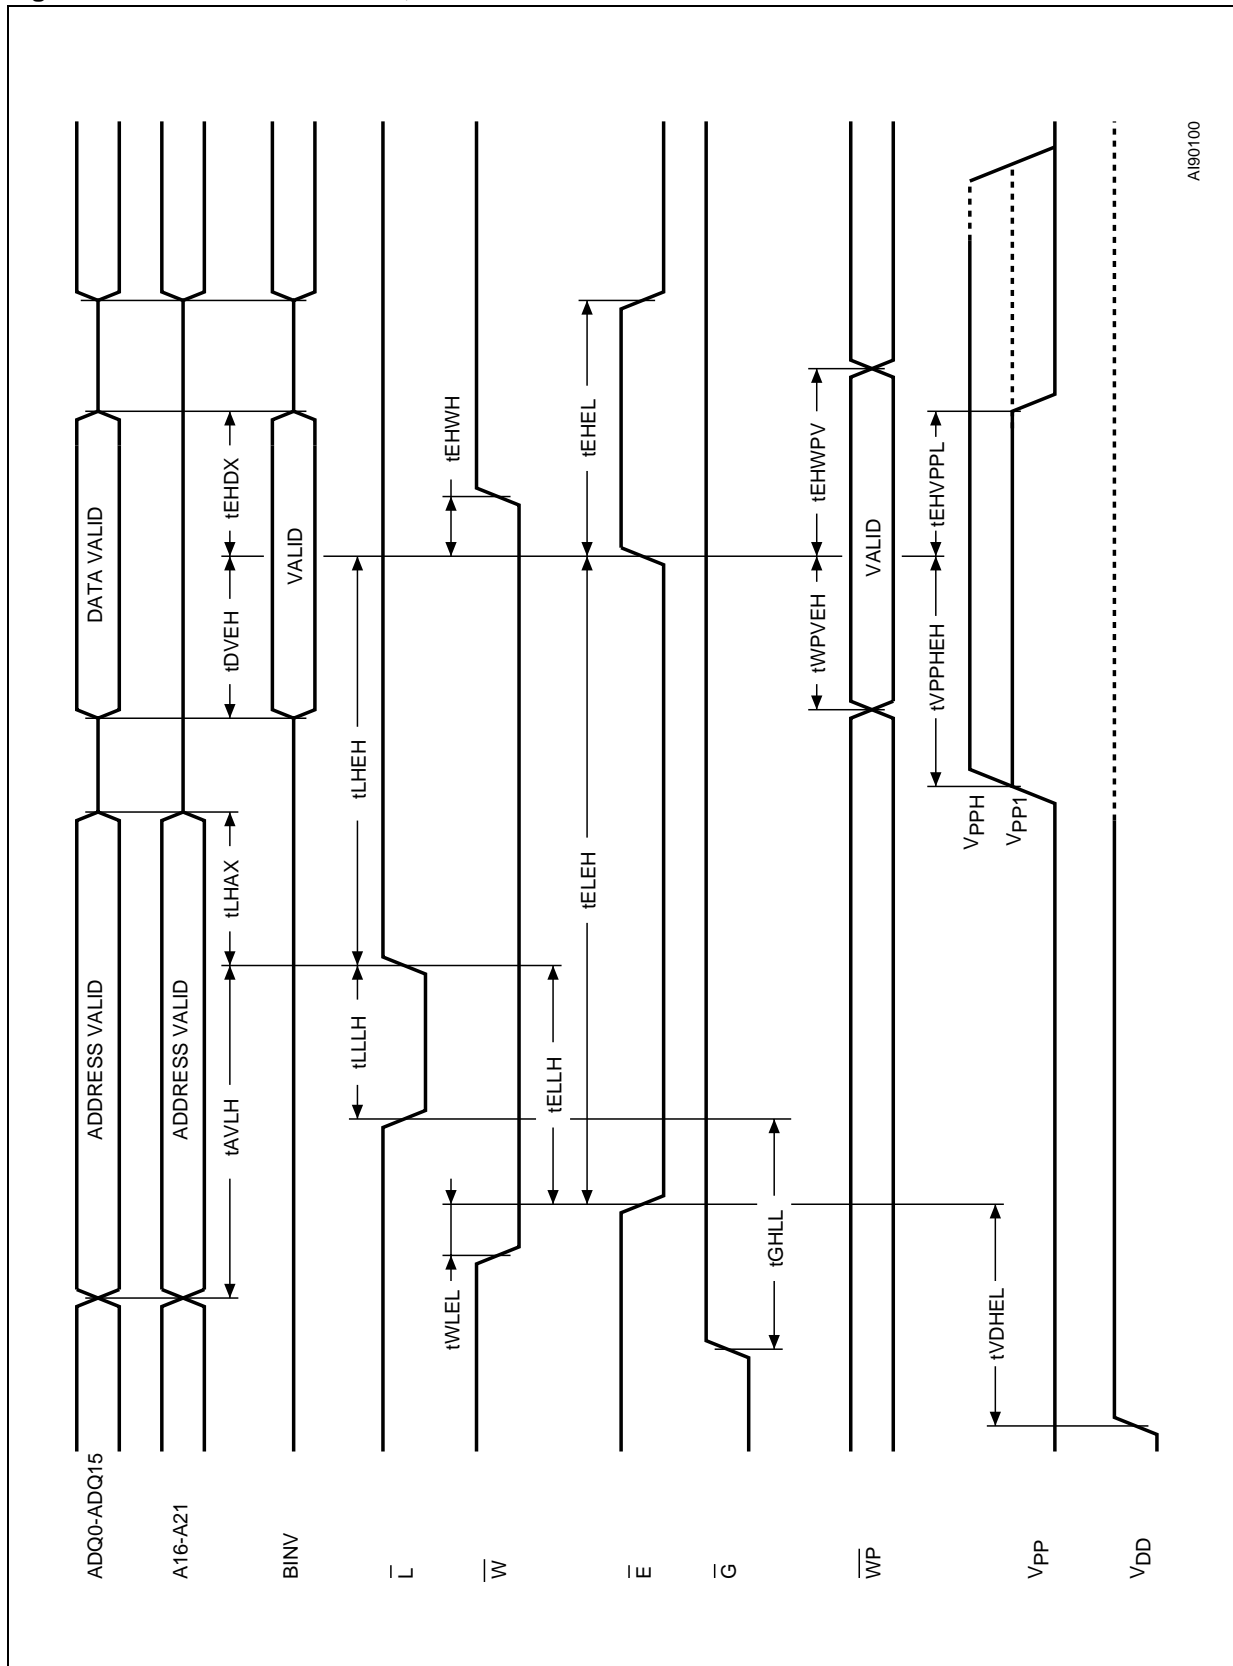 ADQ0-ADQ15
ADDRESS VALID
DATA VALID
A16-A21
ADDRESS VALID
tAVLH
tLHAX
tDVEH
tEHDX
BINV
VALID
L
tLLLH
tLHEH
W
tWLEL
tEHWH
tELLH
tELEH
tEHEL
E
G
tGHLL
WP
tWPVEH
tEHWPV
VALID
tVPPHEH
tEHVPPL
VPPH
VPP1
VPP
tVDHEL
VDD
AI90100